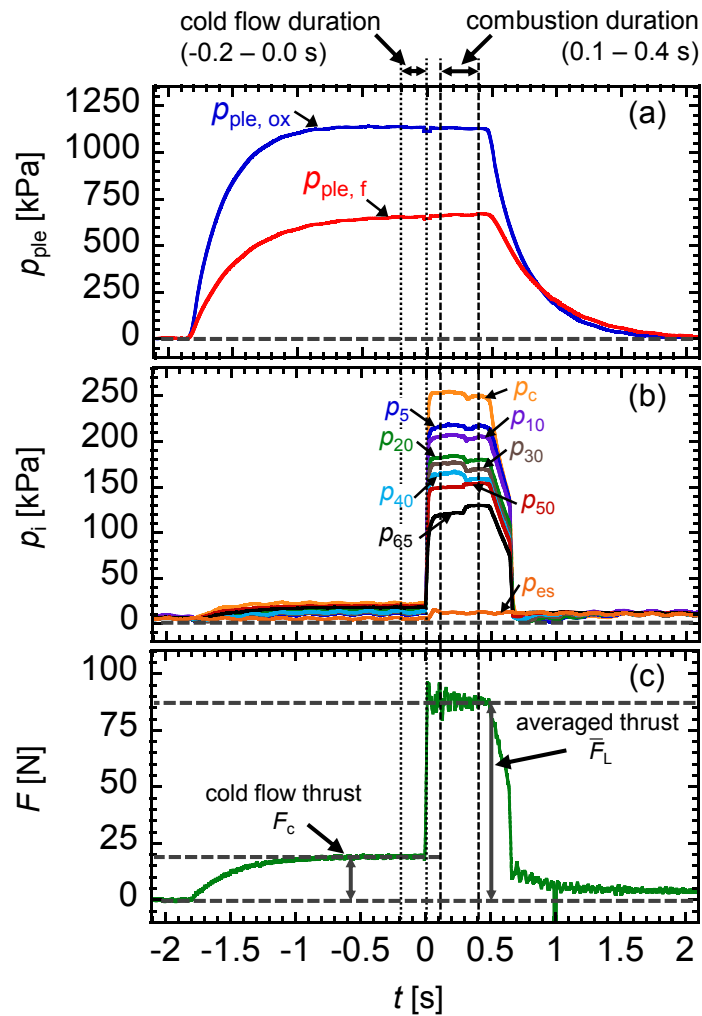 cold flow duration
(-0.2 – 0.0 s)
combustion duration
(0.1 – 0.4 s)
(a)
1250
1000
750
500
250
0
p_ple [kPa]
p_ple, ox
p_ple, f
(b)
250
200
150
100
50
0
p_i [kPa]
p_c
p_5
p_10
p_20
p_30
p_40
p_50
p_65
p_es
(c)
100
75
50
25
0
F [N]
averaged thrust
F̅_L
cold flow thrust
F_c
-2 -1.5 -1 -0.5 0 0.5 1 1.5 2
t [s]